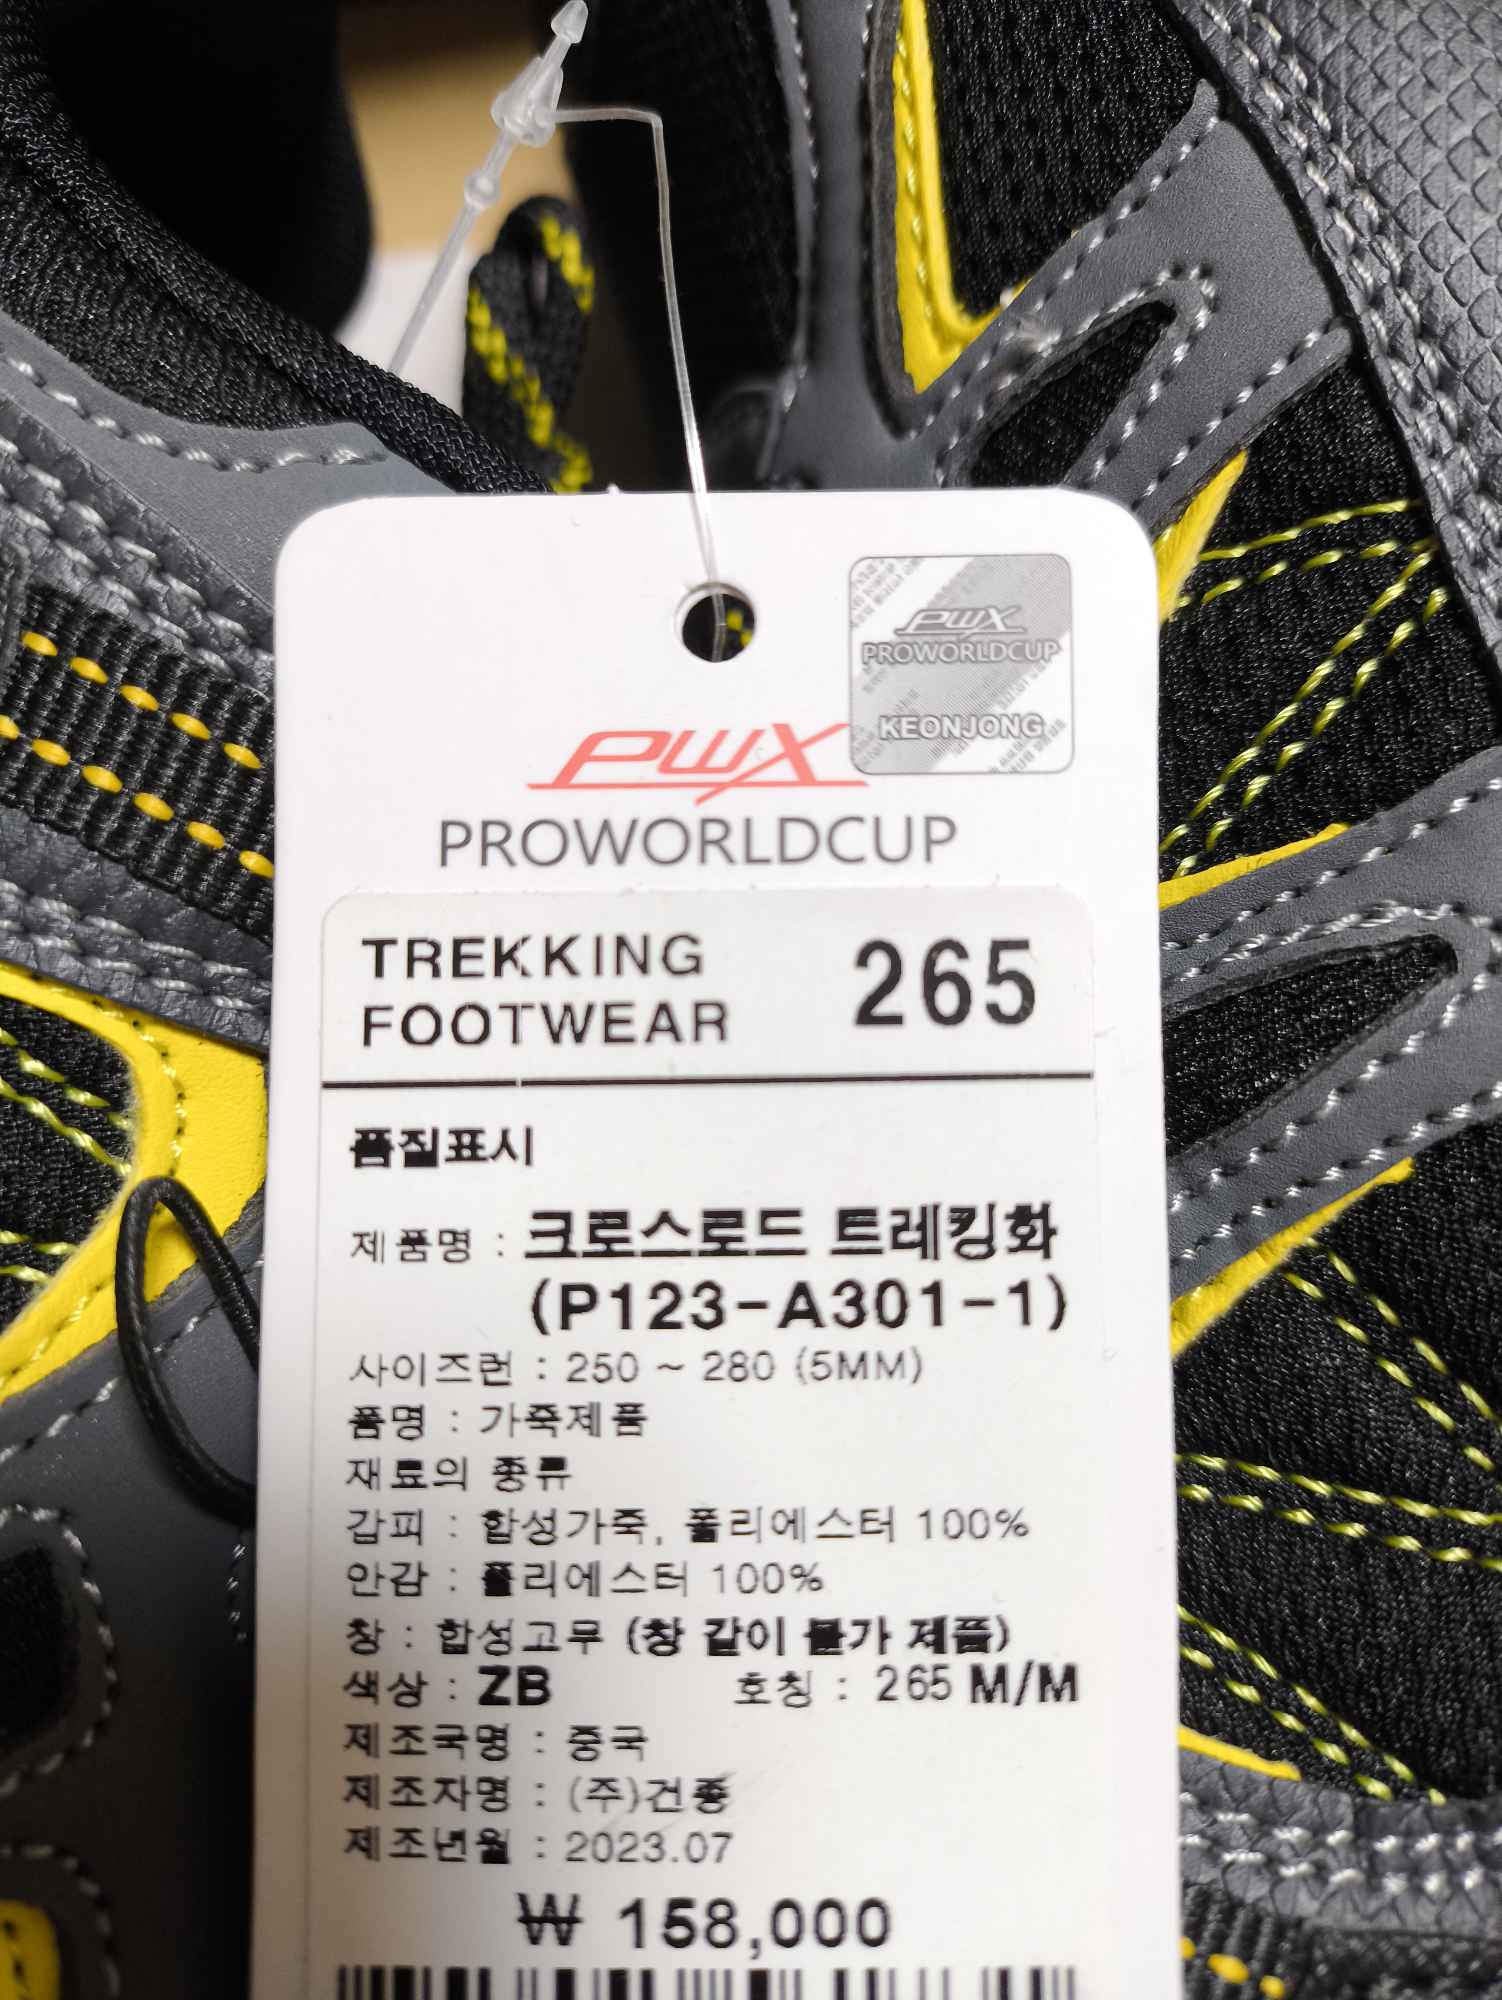 PWX
PROWORLDCUP
KEONJONG
PWX
PROWORLDCUP
TREKKING
FOOTWEAR
265
품질표시
제품명 : 크로스로드 트레킹화
(P123-A301-1)
사이즈런 : 250 ~ 280 (5MM)
품명 : 가죽제품
재료의 종류
갑피 : 합성가죽, 폴리에스터 100%
안감 : 폴리에스터 100%
창 : 합성고무 (창 갈이 불가 제품)
색상 : ZB 호칭 : 265 M/M
제조국명 : 중국
제조자명 : (주)건종
제조년월 : 2023.07
₩ 158,000